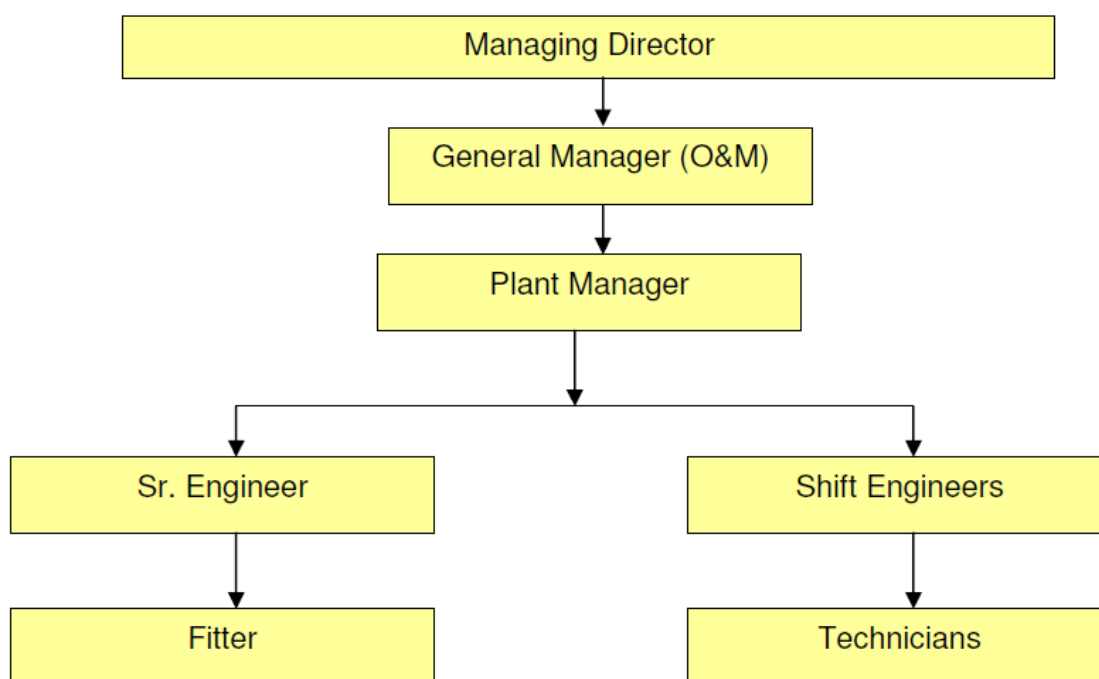 Managing Director
General Manager (O&M)
Plant Manager
Sr. Engineer
Shift Engineers
Fitter
Technicians